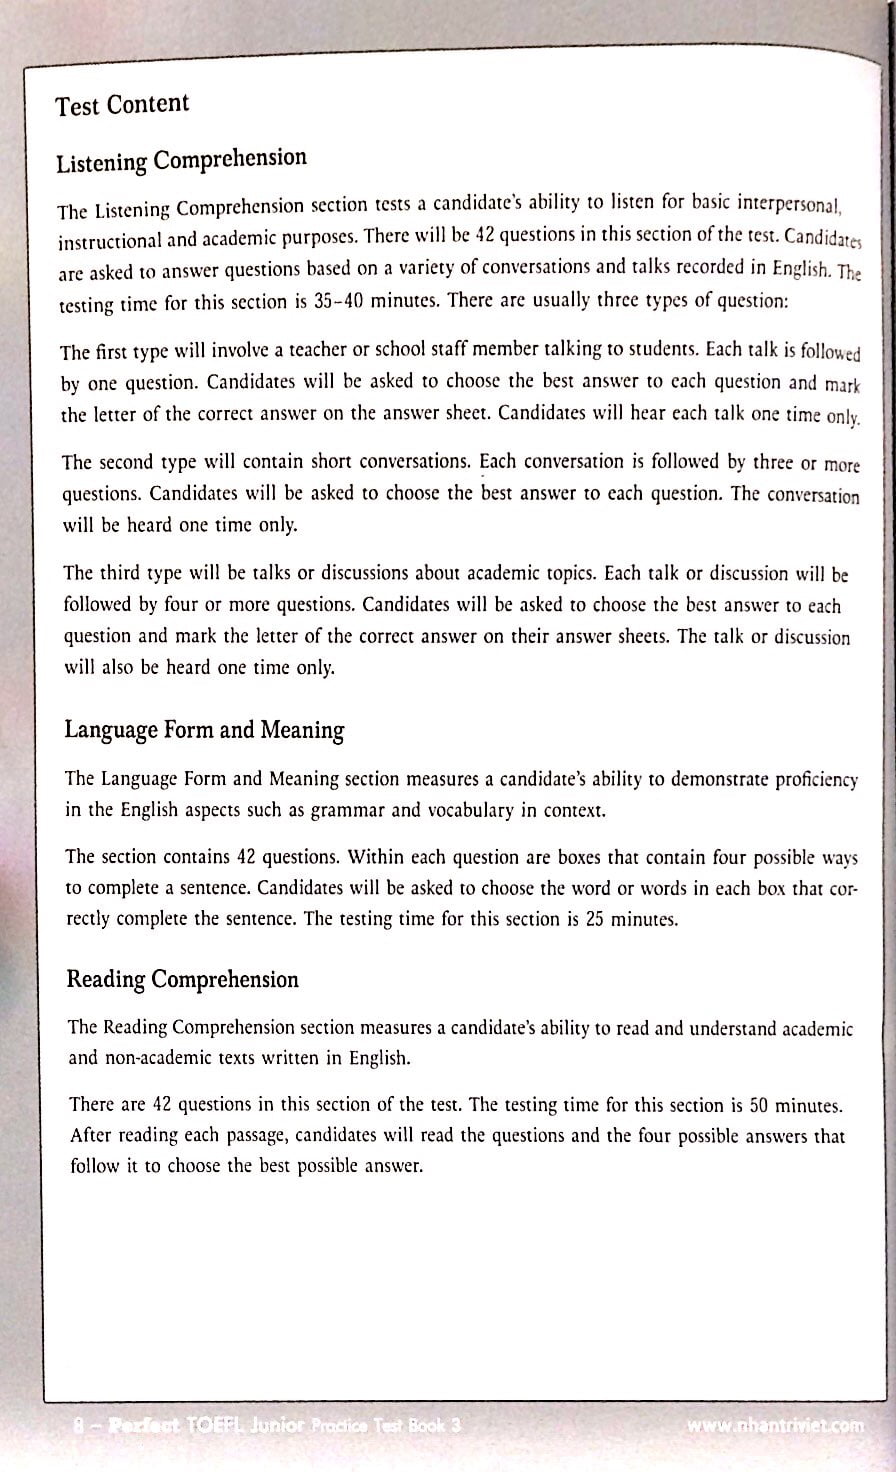 Test Content
Listening Comprehension
The Listening Comprehension section tests a candidate's ability to listen for basic interpersonal,
instructional and academic purposes. There will be 42 questions in this section of the test. Candidates
are asked to answer questions based on a variety of conversations and talks recorded in English. The
testing time for this section is 35–40 minutes. There are usually three types of question:
The first type will involve a teacher or school staff member talking to students. Each talk is followed
by one question. Candidates will be asked to choose the best answer to each question and mark
the letter of the correct answer on the answer sheet. Candidates will hear each talk one time only.
The second type will contain short conversations. Each conversation is followed by three or more
questions. Candidates will be asked to choose the best answer to each question. The conversation
will be heard one time only.
The third type will be talks or discussions about academic topics. Each talk or discussion will be
followed by four or more questions. Candidates will be asked to choose the best answer to each
question and mark the letter of the correct answer on their answer sheets. The talk or discussion
will also be heard one time only.
Language Form and Meaning
The Language Form and Meaning section measures a candidate's ability to demonstrate proficiency
in the English aspects such as grammar and vocabulary in context.
The section contains 42 questions. Within each question are boxes that contain four possible ways
to complete a sentence. Candidates will be asked to choose the word or words in each box that cor-
rectly complete the sentence. The testing time for this section is 25 minutes.
Reading Comprehension
The Reading Comprehension section measures a candidate's ability to read and understand academic
and non-academic texts written in English.
There are 42 questions in this section of the test. The testing time for this section is 50 minutes.
After reading each passage, candidates will read the questions and the four possible answers that
follow it to choose the best possible answer.
8 – Perfect TOEFL Junior Practice Test Book 3
www.nhantriviet.com